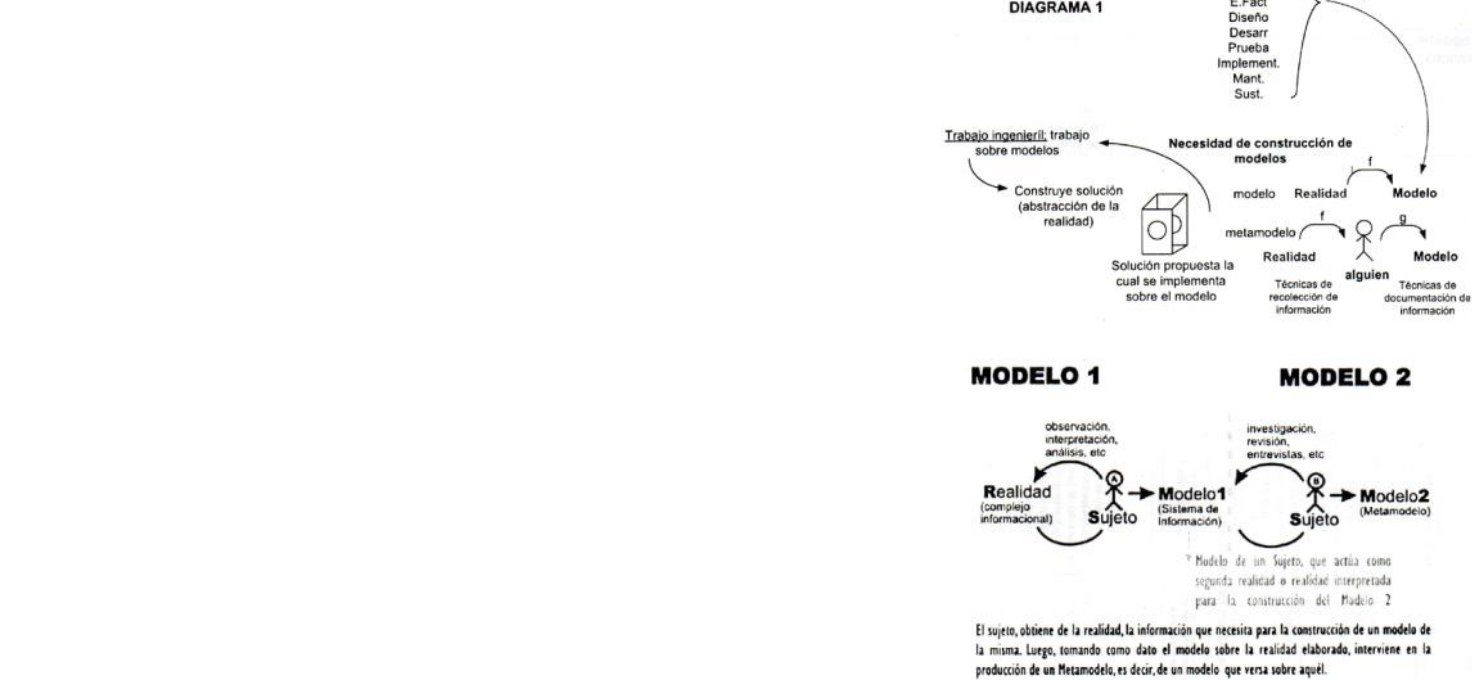 DIAGRAMA 1
E.Fact
Diseño
Desarr
Prueba
Implement.
Mant.
Sust.
Trabajo ingenieril: trabajo
sobre modelos
Construye solución
(abstracción de la
realidad)
Solución propuesta la
cual se implementa
sobre el modelo
Necesidad de construcción de
modelos
f
modelo Realidad Modelo
metamodelo f g
Realidad alguien Modelo
Técnicas de
recolección de
información
Técnicas de
documentación de
información
MODELO 1
MODELO 2
observación,
interpretación,
análisis, etc
A
Realidad
(complejo
informacional)
Sujeto
Modelo1
(Sistema de
Información)
investigación,
revisión,
entrevistas, etc
B
Sujeto
Modelo2
(Metamodelo)
* Modelo de un Sujeto, que actúa como
segunda realidad o realidad interpretada
para la construcción del Modelo 2
El sujeto, obtiene de la realidad, la información que necesita para la construcción de un modelo de
la misma. Luego, tomando como dato el modelo sobre la realidad elaborado, interviene en la
producción de un Metamodelo, es decir, de un modelo que versa sobre aquél.